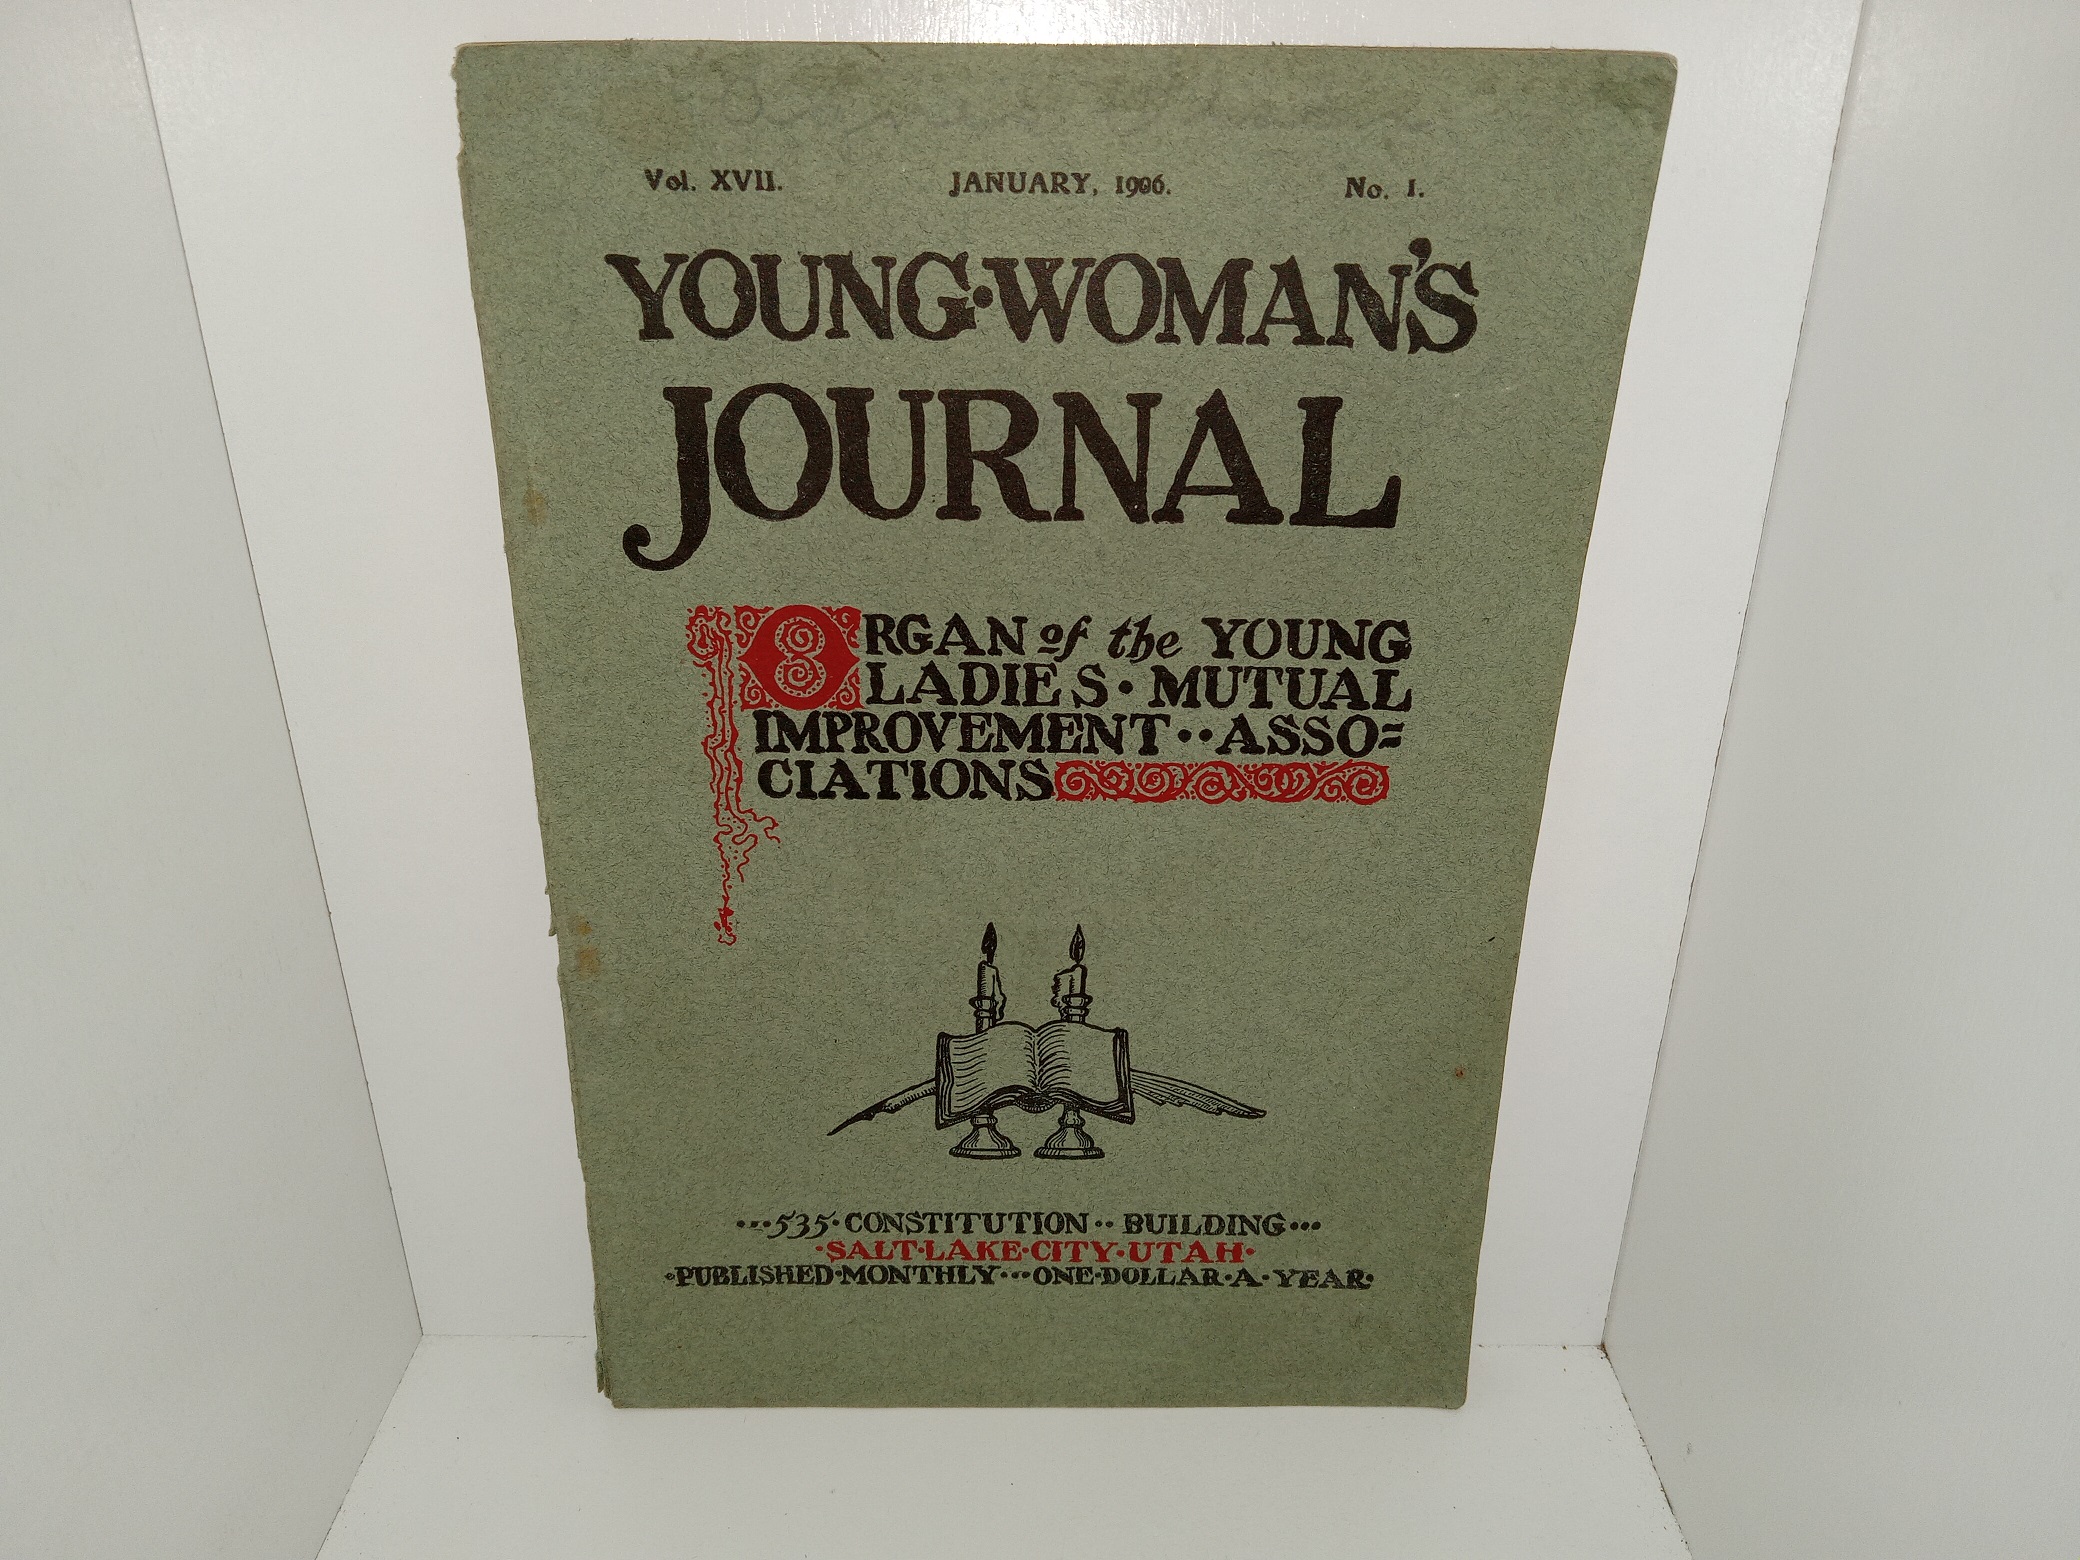 Vol. XVII. JANUARY, 1906. No. 1.
YOUNG·WOMAN'S
JOURNAL
ORGAN of the YOUNG
LADIES · MUTUAL
IMPROVEMENT ·· ASSO=
CIATIONS
···535·CONSTITUTION·· BUILDING···
·SALT·LAKE·CITY·UTAH·
·PUBLISHED·MONTHLY···ONE·DOLLAR·A·YEAR·